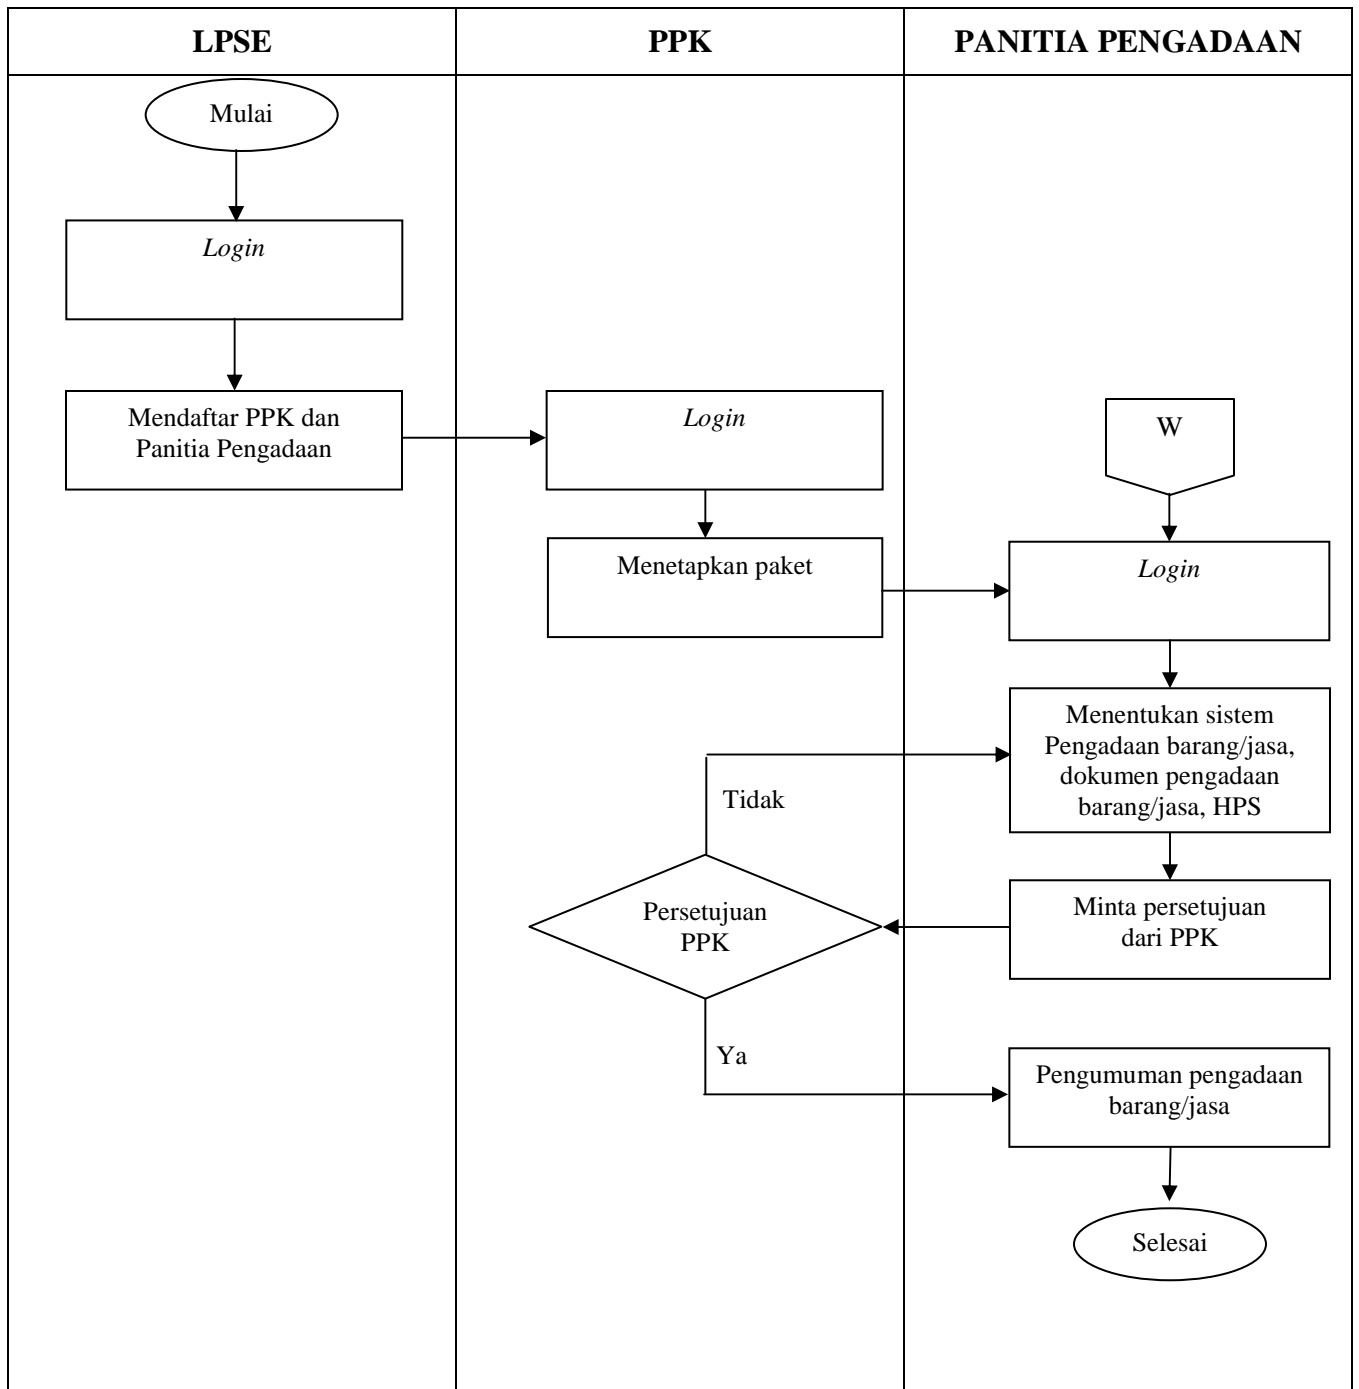 LPSE
PPK
PANITIA PENGADAAN
Mulai
Login
Mendaftar PPK dan
Panitia Pengadaan
Login
Menetapkan paket
W
Login
Menentukan sistem
Pengadaan barang/jasa,
dokumen pengadaan
barang/jasa, HPS
Tidak
Persetujuan
PPK
Minta persetujuan
dari PPK
Ya
Pengumuman pengadaan
barang/jasa
Selesai